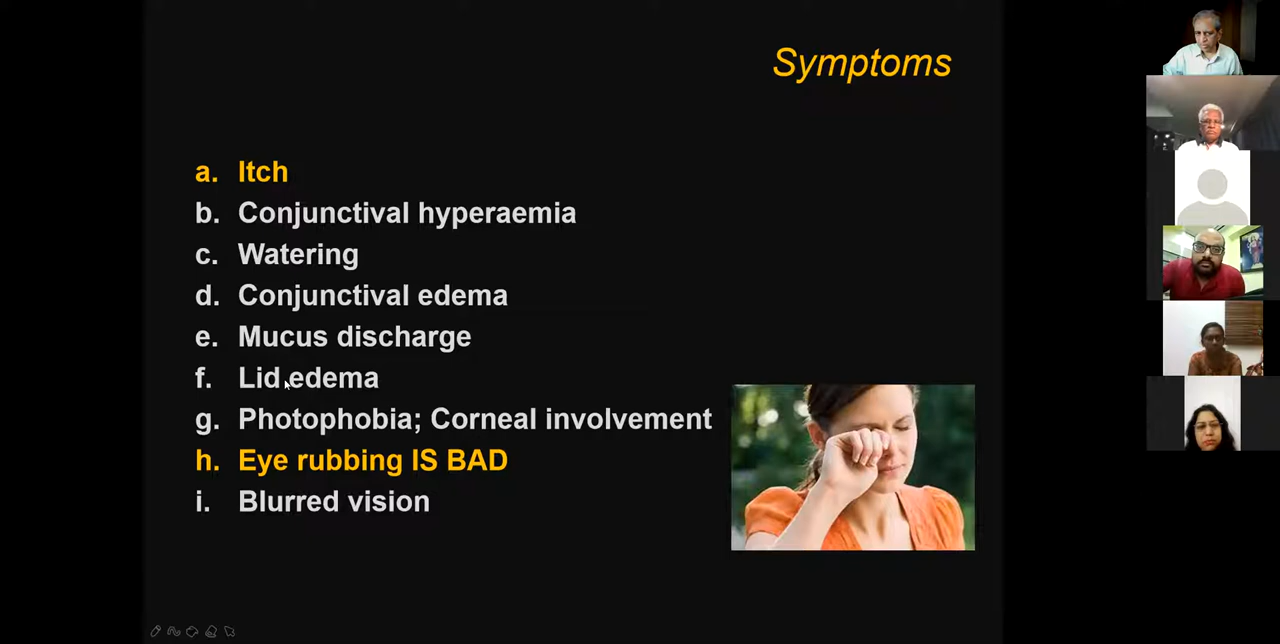 Symptoms
a. Itch
b. Conjunctival hyperaemia
c. Watering
d. Conjunctival edema
e. Mucus discharge
f. Lid edema
g. Photophobia; Corneal involvement
h. Eye rubbing IS BAD
i. Blurred vision